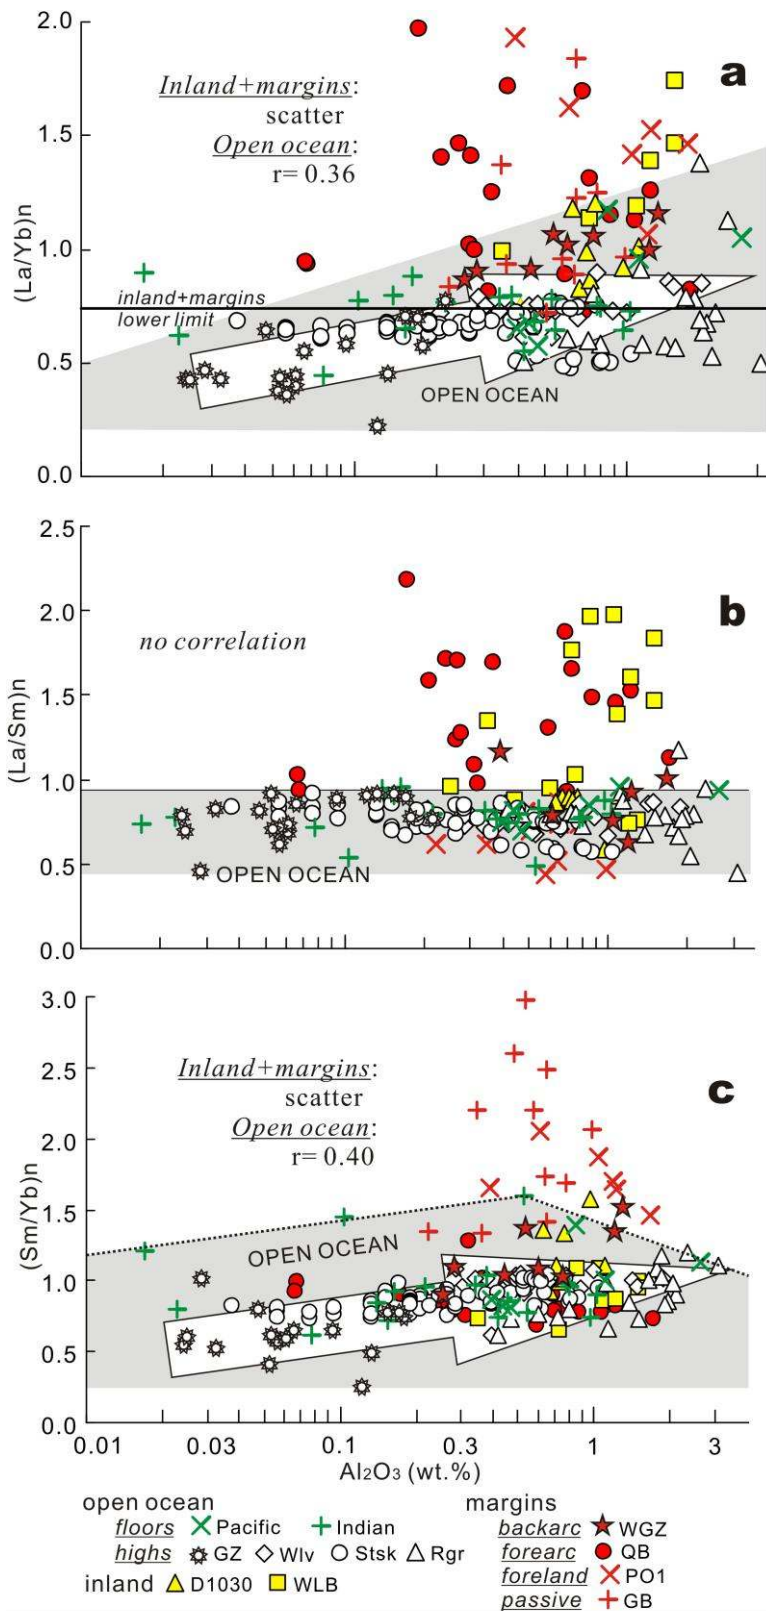 2.0
a
Inland+margins:
scatter
Open ocean:
r= 0.36
1.5
(La/Yb)n
1.0
inland+margins
lower limit
0.5
OPEN OCEAN
0.0
2.5
b
2.0
no correlation
1.5
(La/Sm)n
1.0
0.5
OPEN OCEAN
0.0
3.0
c
Inland+margins:
scatter
Open ocean:
r= 0.40
2.5
2.0
(Sm/Yb)n
1.5
OPEN OCEAN
1.0
0.5
0.0
0.01 0.03 0.1 0.3 1 3
Al₂O₃ (wt.%)
open ocean
floors Pacific Indian
highs GZ Wlv Stsk Rgr
inland D1030 WLB
margins
backarc WGZ
forearc QB
foreland PO1
passive GB